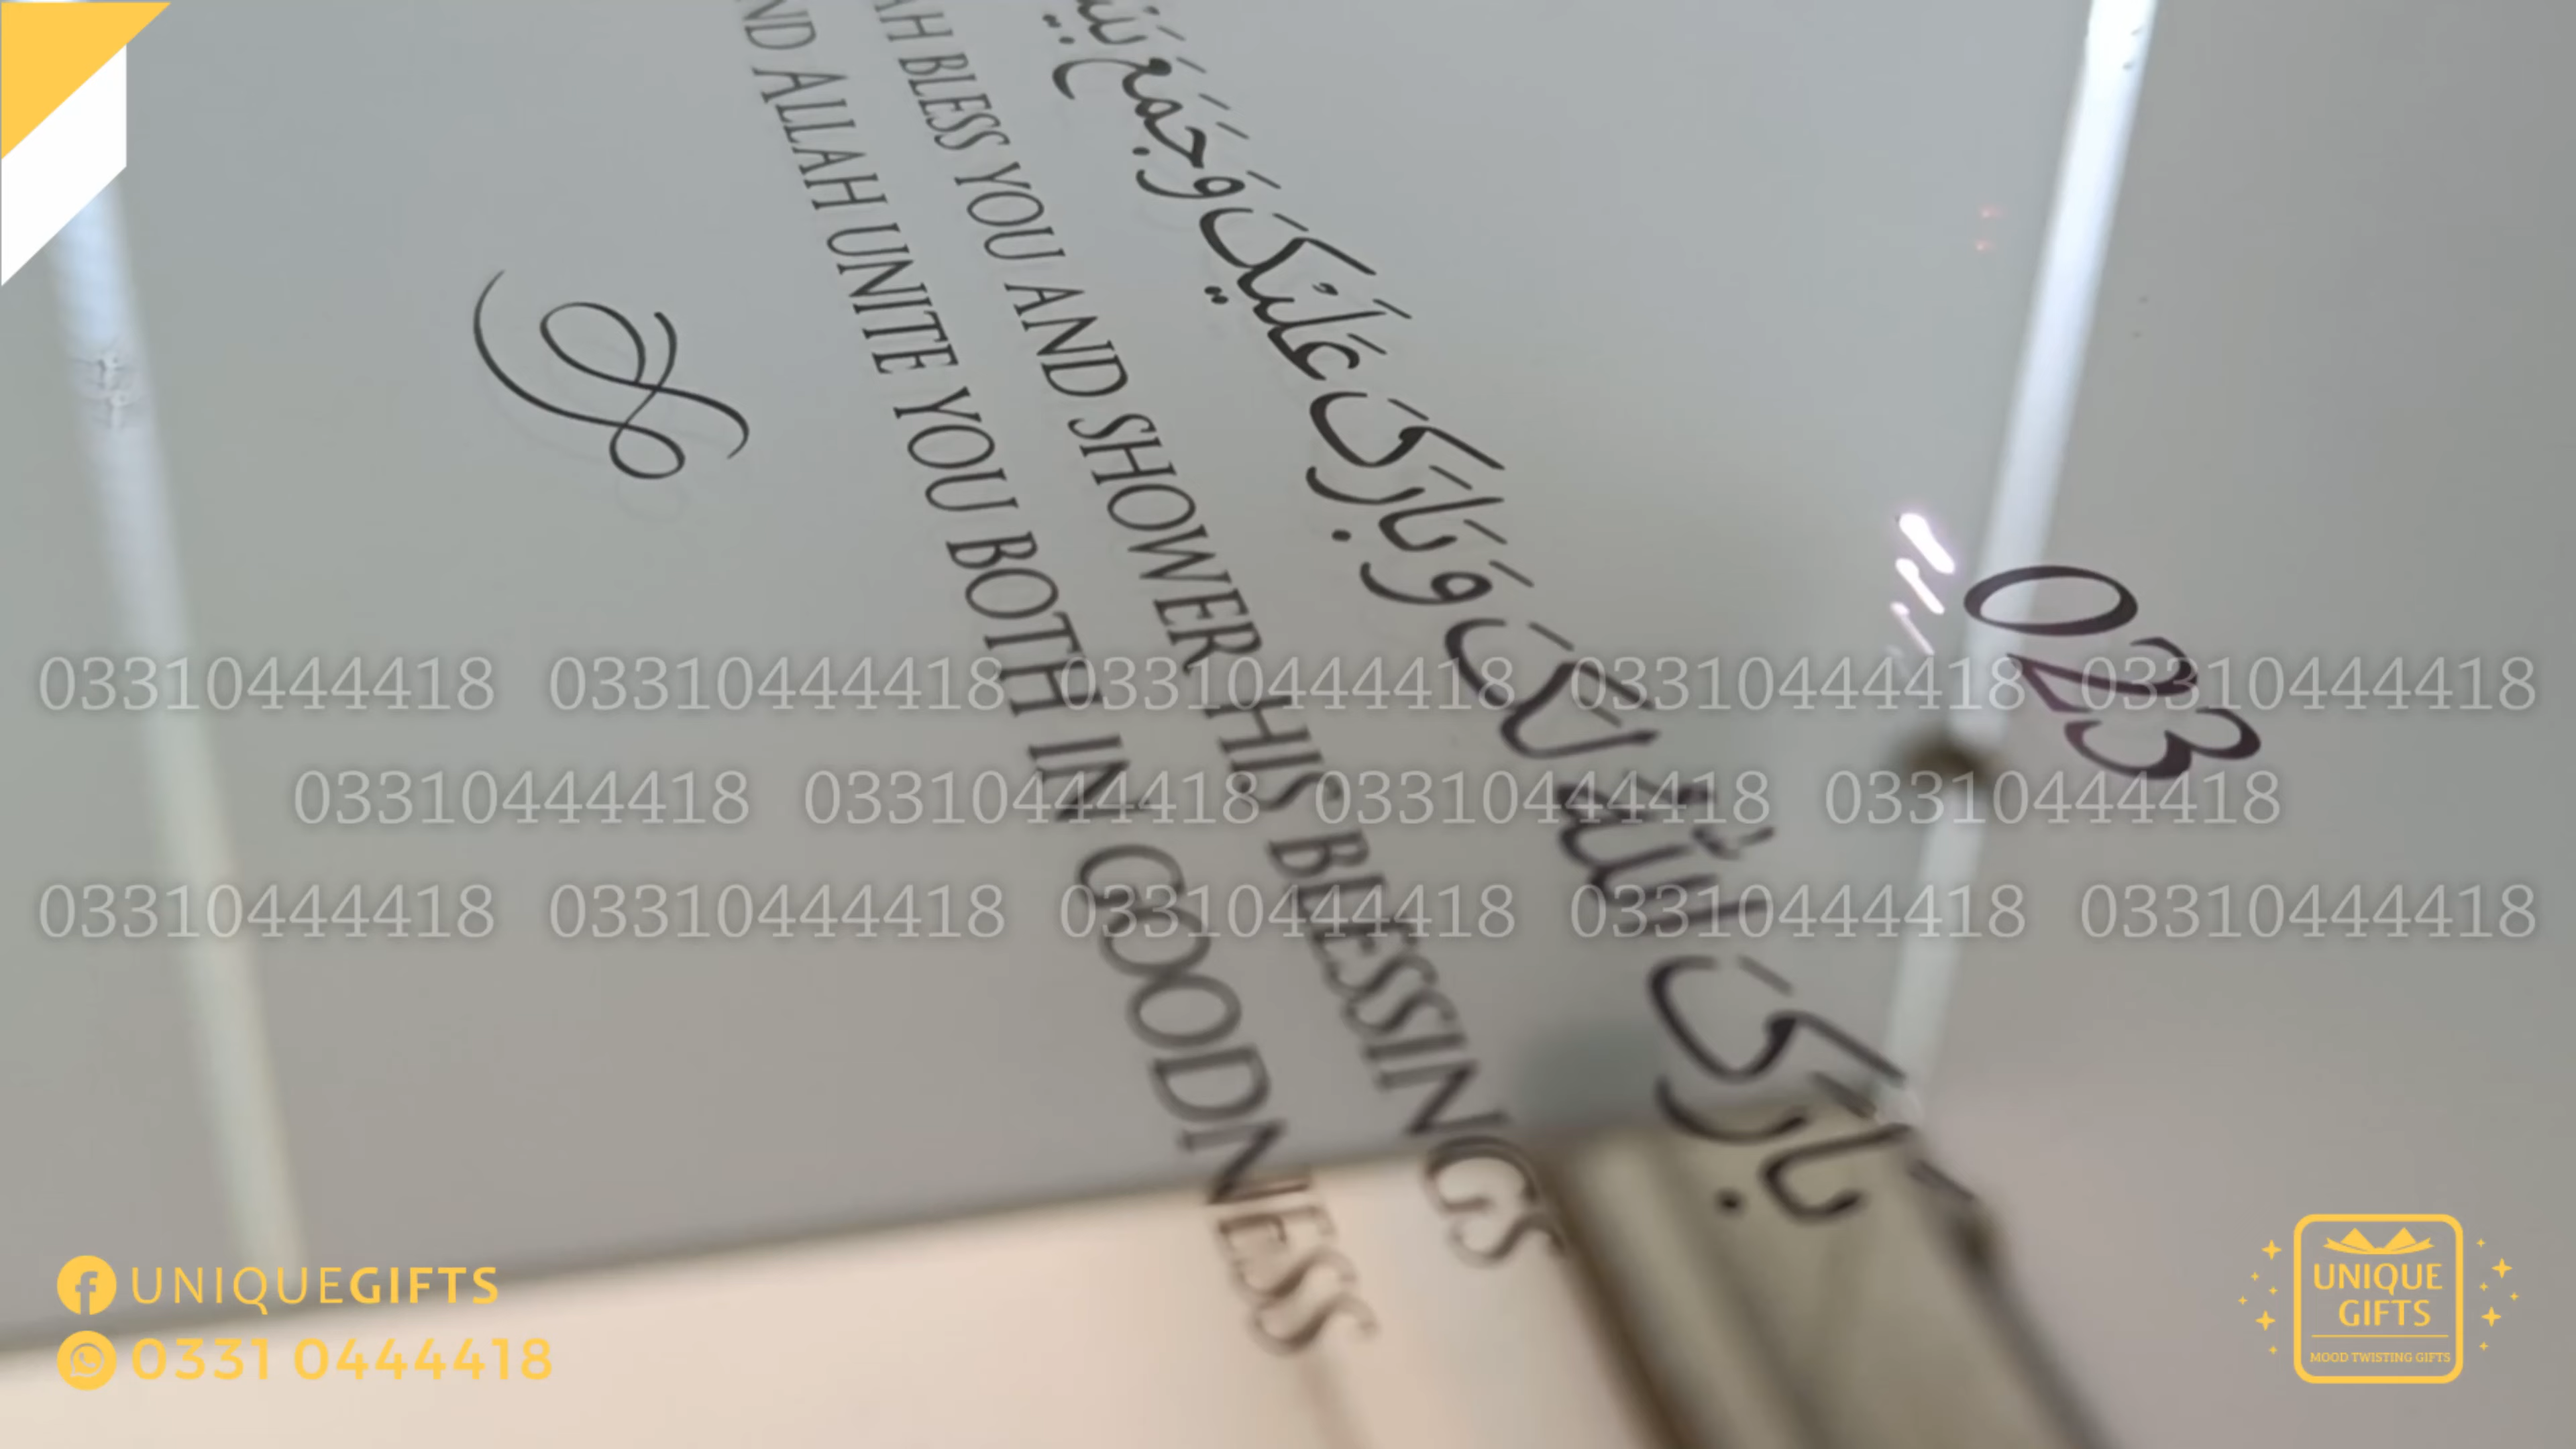 023
بَارَكَ اللَّهُ لَكَ وَبَارَكَ عَلَيْكَ وَجَمَعَ
AH BLESS YOU AND SHOWER HIS BLESSINGS
ND ALLAH UNITE YOU BOTH IN GOODNESS
03310444418 03310444418 03310444418 03310444418 03310444418
03310444418 03310444418 03310444418 03310444418
03310444418 03310444418 03310444418 03310444418 03310444418
UNIQUEGIFTS
0331 0444418
UNIQUE
GIFTS
MOOD TWISTING GIFTS